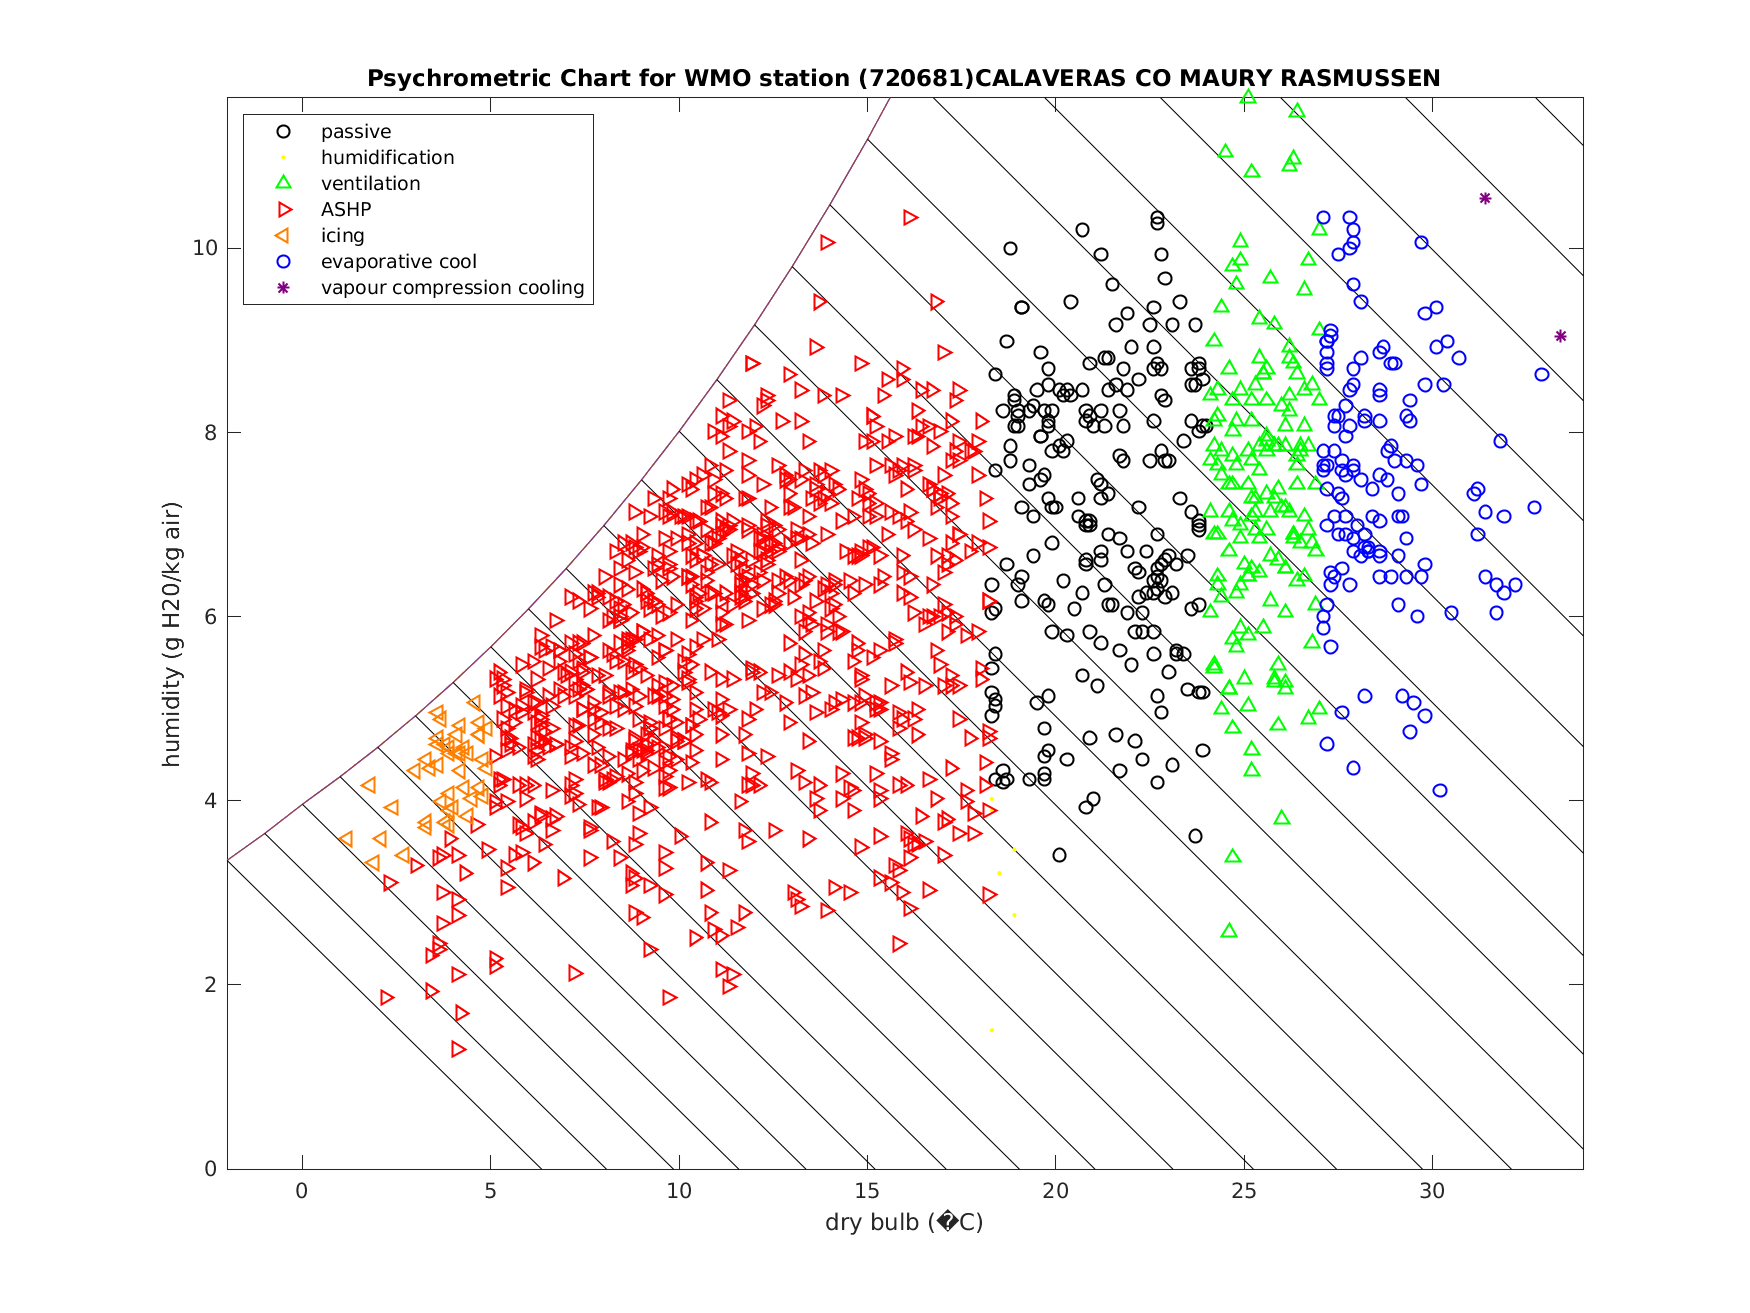 Psychrometric Chart for WMO station (720681)CALAVERAS CO MAURY RASMUSSEN
passive
humidification
ventilation
ASHP
icing
evaporative cool
vapour compression cooling
humidity (g H20/kg air)
10
8
6
4
2
0
0 5 10 15 20 25 30
dry bulb (�C)